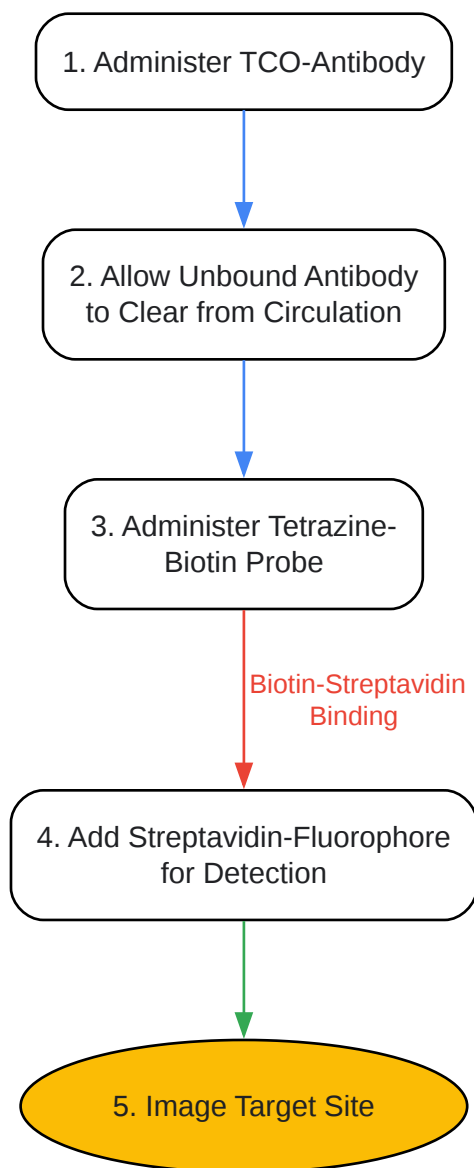 1. Administer TCO-Antibody
2. Allow Unbound Antibody
to Clear from Circulation
3. Administer Tetrazine-
Biotin Probe
Biotin-Streptavidin
Binding
4. Add Streptavidin-Fluorophore
for Detection
5. Image Target Site